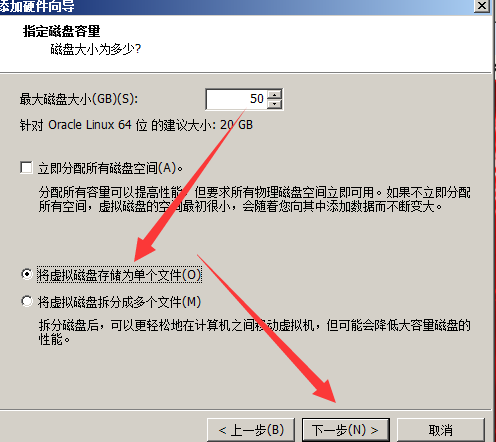 添加硬件向导
指定磁盘容量
磁盘大小为多少?
最大磁盘大小(GB)(S):
50
针对 Oracle Linux 64 位 的建议大小: 20 GB
立即分配所有磁盘空间(A)。
分配所有容量可以提高性能，但要求所有物理磁盘空间立即可用。如果不立即分配
所有空间，虚拟磁盘的空间最初很小，会随着您向其中添加数据而不断变大。
将虚拟磁盘存储为单个文件(O)
将虚拟磁盘拆分成多个文件(M)
拆分磁盘后，可以更轻松地在计算机之间移动虚拟机，但可能会降低大容量磁盘的
性能。
< 上一步(B)
下一步(N) >
取消